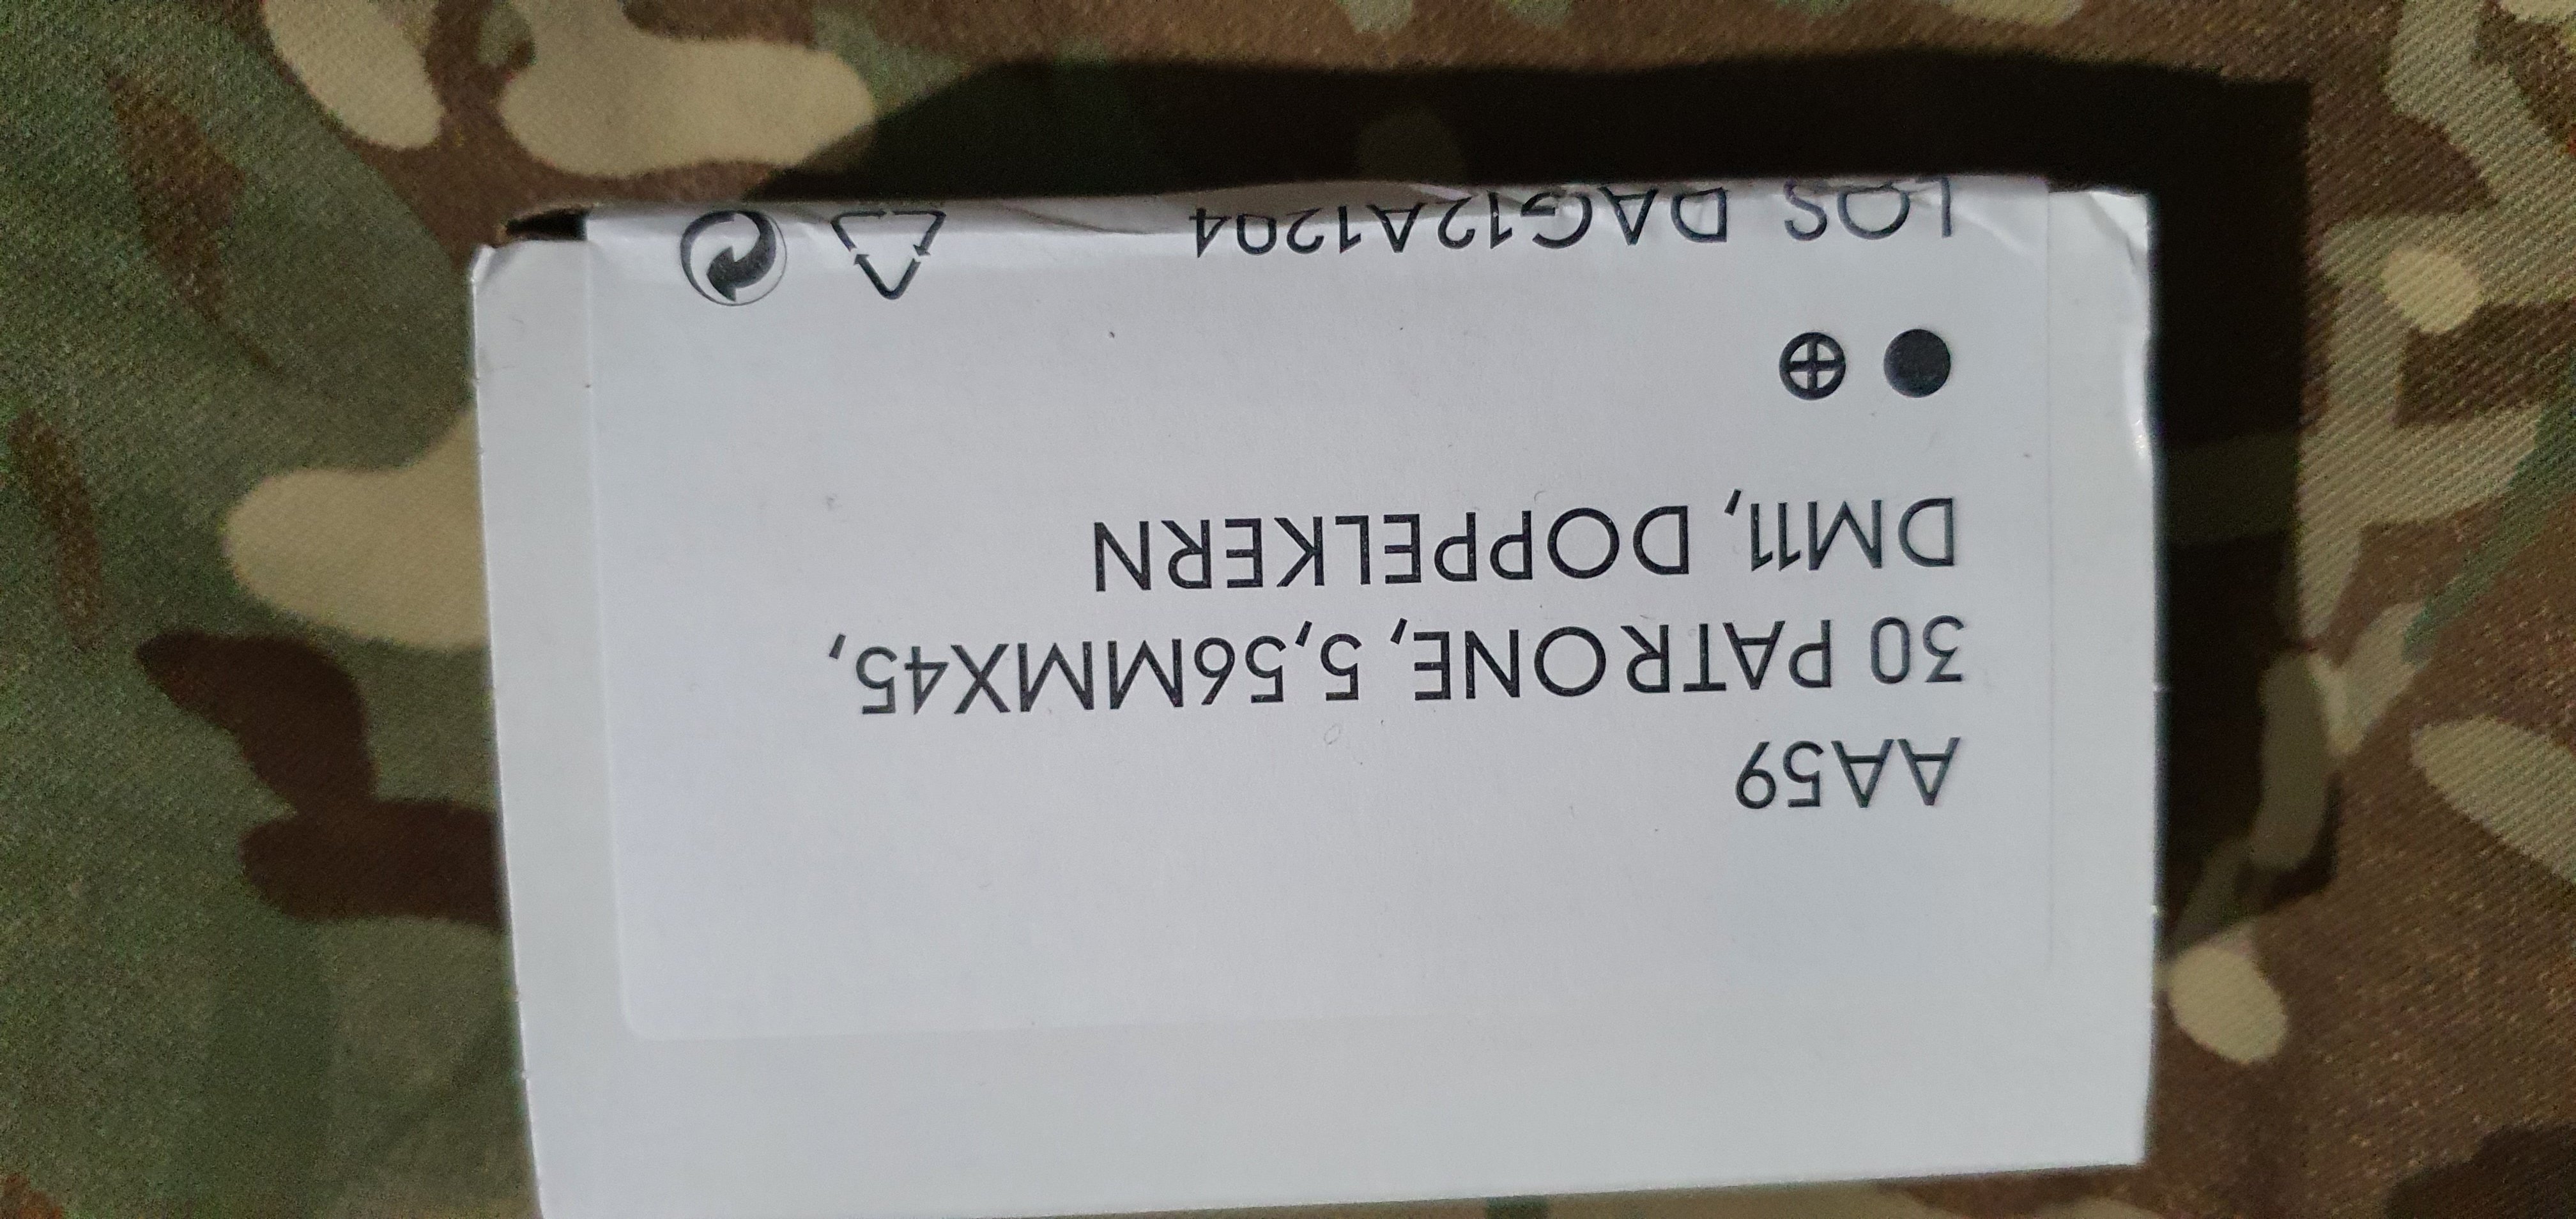 AA59
30 PATRONE, 5,56MMX45,
DM11, DOPPELKERN
LOS DAG12A1204